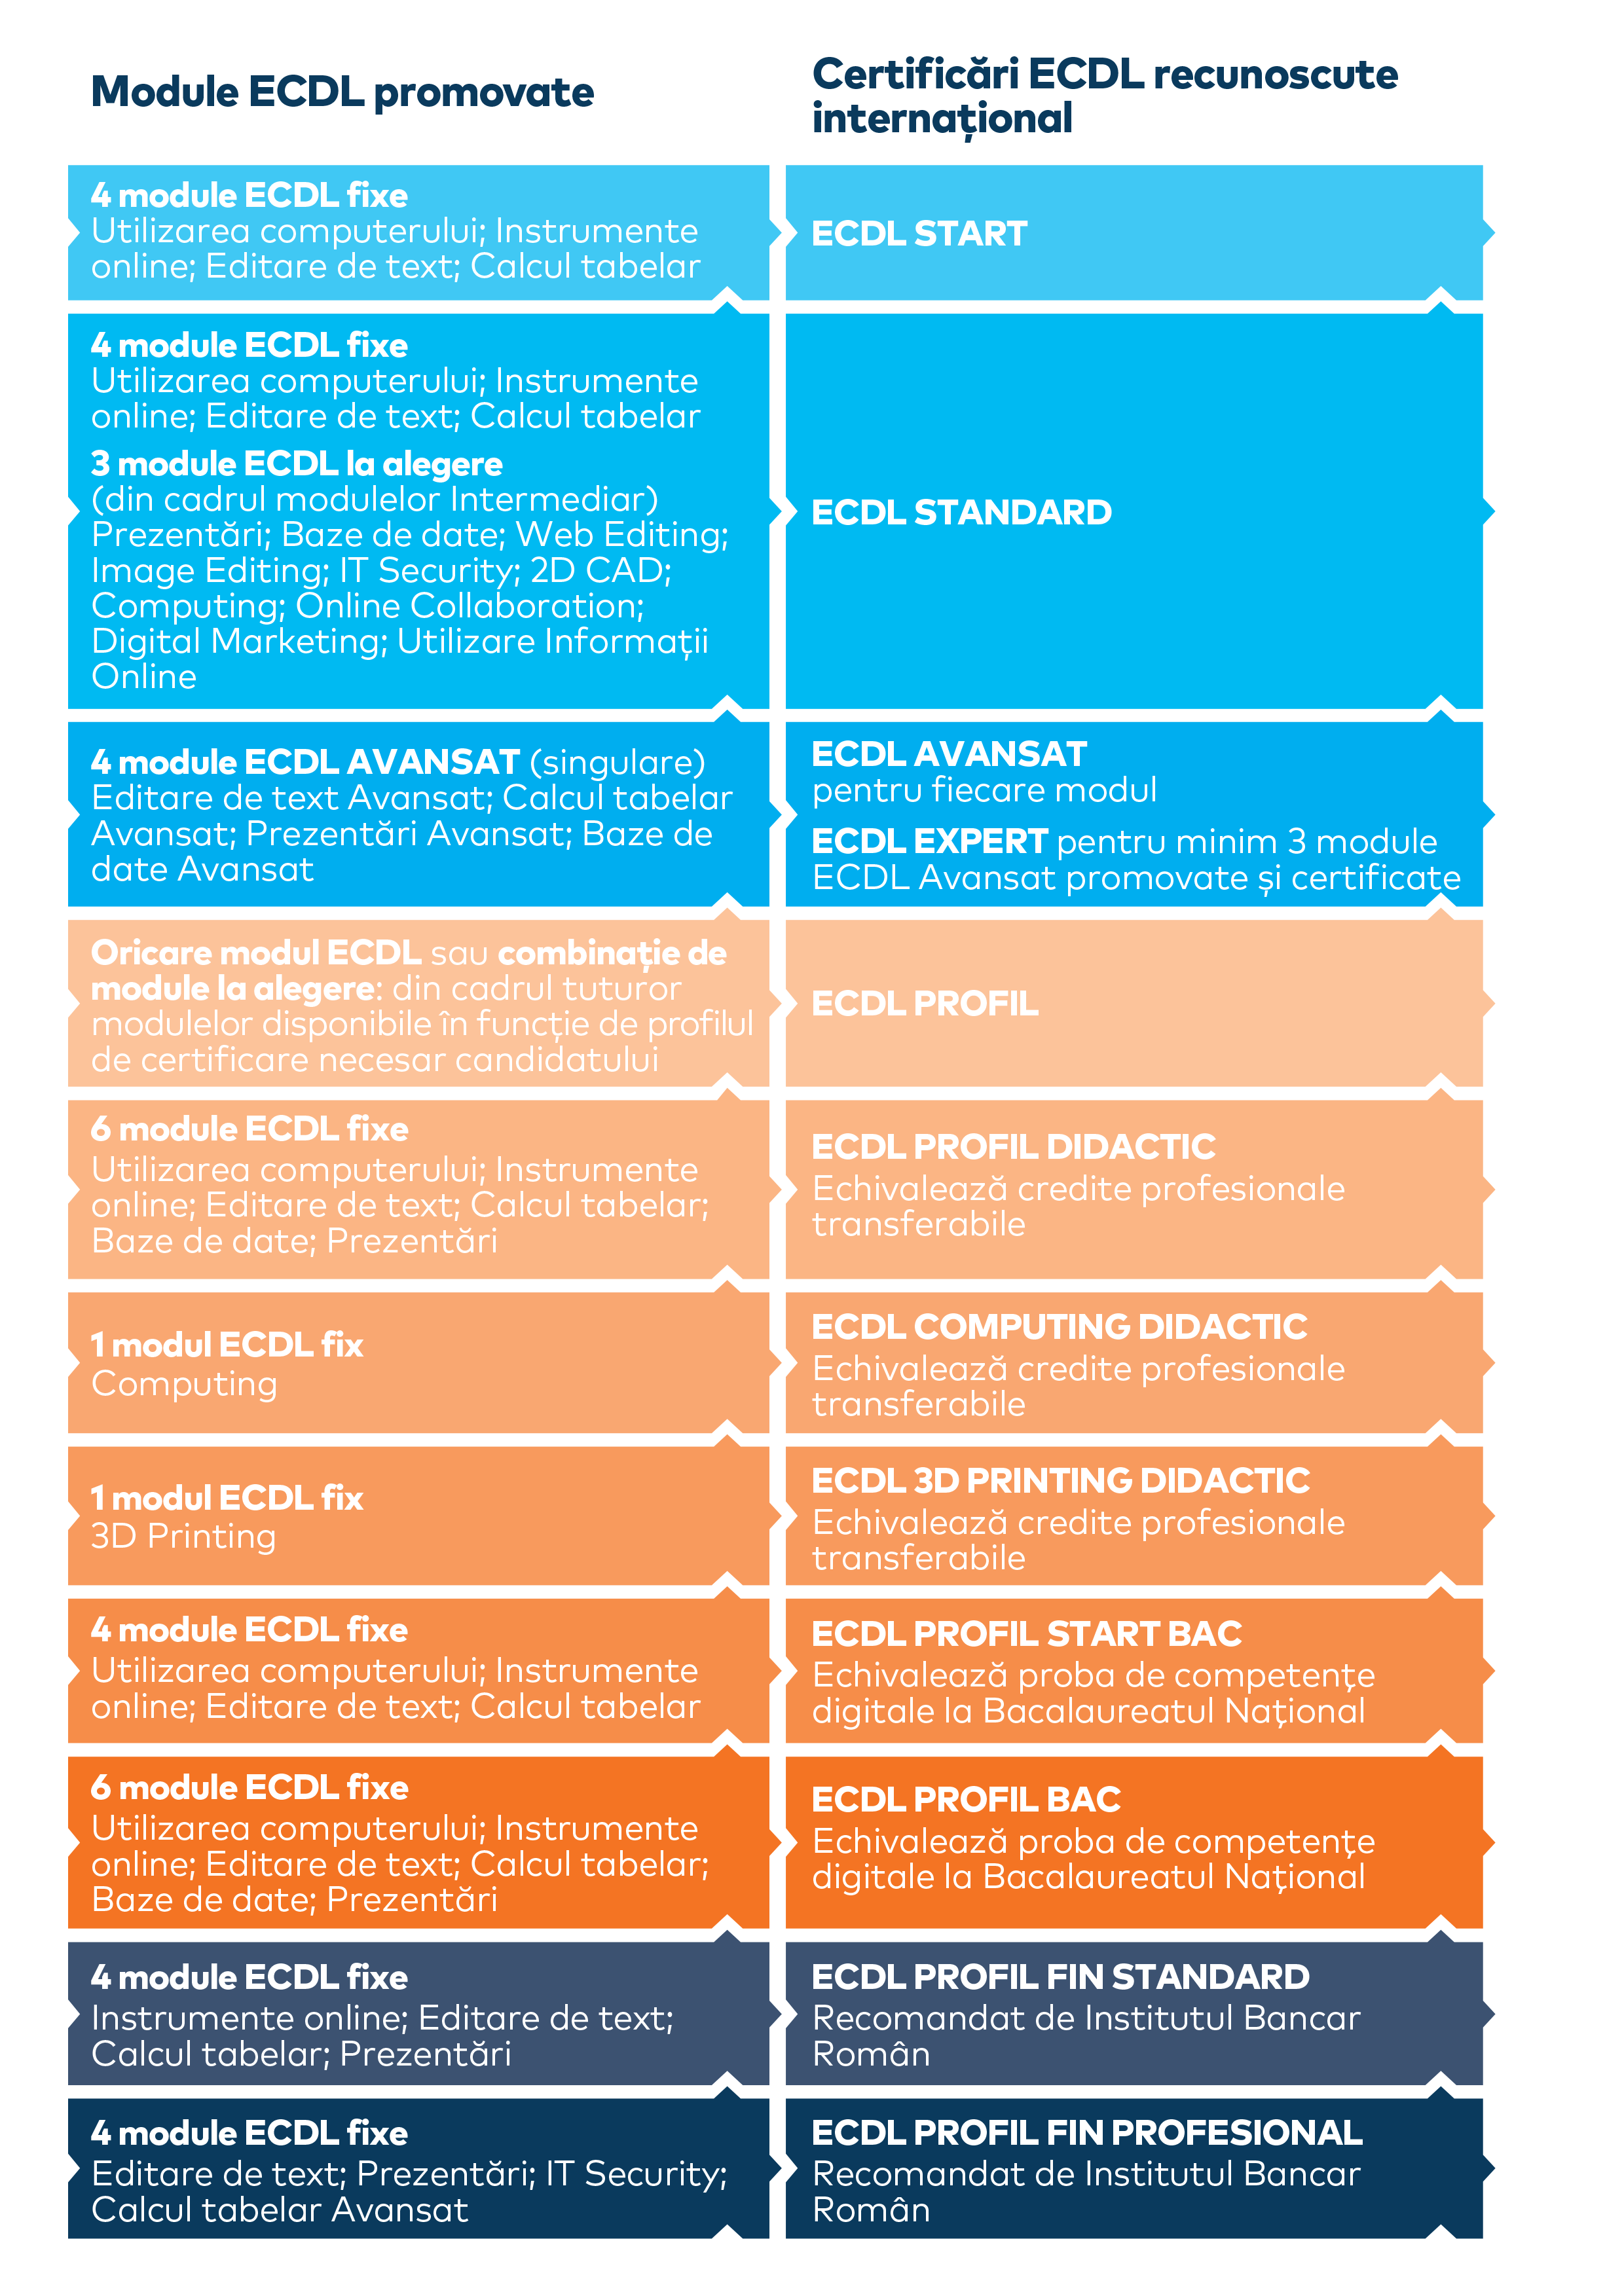 Module ECDL promovate
Certificări ECDL recunoscute
internațional
4 module ECDL fixe
Utilizarea computerului; Instrumente
online; Editare de text; Calcul tabelar
ECDL START
4 module ECDL fixe
Utilizarea computerului; Instrumente
online; Editare de text; Calcul tabelar
3 module ECDL la alegere
(din cadrul modulelor Intermediar)
Prezentări; Baze de date; Web Editing;
Image Editing; IT Security; 2D CAD;
Computing; Online Collaboration;
Digital Marketing; Utilizare Informații
Online
ECDL STANDARD
4 module ECDL AVANSAT (singulare)
Editare de text Avansat; Calcul tabelar
Avansat; Prezentări Avansat; Baze de
date Avansat
ECDL AVANSAT
pentru fiecare modul
ECDL EXPERT pentru minim 3 module
ECDL Avansat promovate și certificate
Oricare modul ECDL sau combinație de
module la alegere: din cadrul tuturor
modulelor disponibile în funcție de profilul
de certificare necesar candidatului
ECDL PROFIL
6 module ECDL fixe
Utilizarea computerului; Instrumente
online; Editare de text; Calcul tabelar;
Baze de date; Prezentări
ECDL PROFIL DIDACTIC
Echivalează credite profesionale
transferabile
1 modul ECDL fix
Computing
ECDL COMPUTING DIDACTIC
Echivalează credite profesionale
transferabile
1 modul ECDL fix
3D Printing
ECDL 3D PRINTING DIDACTIC
Echivalează credite profesionale
transferabile
4 module ECDL fixe
Utilizarea computerului; Instrumente
online; Editare de text; Calcul tabelar
ECDL PROFIL START BAC
Echivalează proba de competențe
digitale la Bacalaureatul Național
6 module ECDL fixe
Utilizarea computerului; Instrumente
online; Editare de text; Calcul tabelar;
Baze de date; Prezentări
ECDL PROFIL BAC
Echivalează proba de competențe
digitale la Bacalaureatul Național
4 module ECDL fixe
Instrumente online; Editare de text;
Calcul tabelar; Prezentări
ECDL PROFIL FIN STANDARD
Recomandat de Institutul Bancar
Român
4 module ECDL fixe
Editare de text; Prezentări; IT Security;
Calcul tabelar Avansat
ECDL PROFIL FIN PROFESIONAL
Recomandat de Institutul Bancar
Român